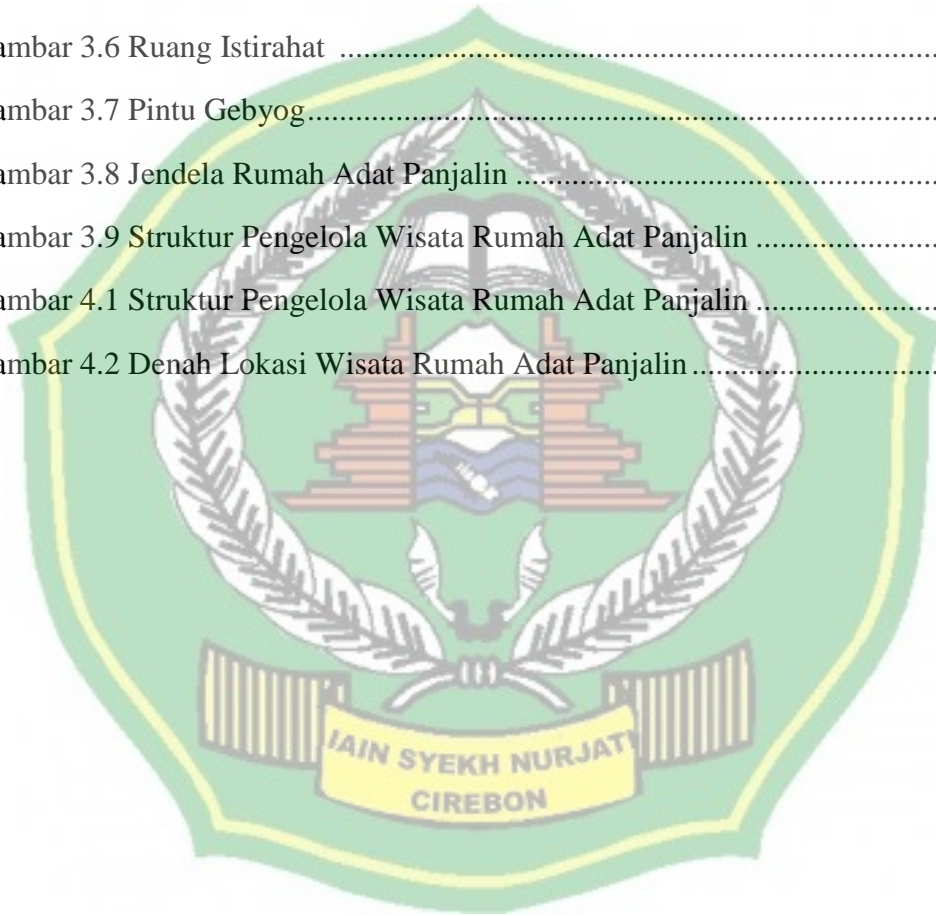 ambar 3.6 Ruang Istirahat ..........................................................................
ambar 3.7 Pintu Gebyog...............................................................................
ambar 3.8 Jendela Rumah Adat Panjalin ....................................................
ambar 3.9 Struktur Pengelola Wisata Rumah Adat Panjalin ......................
ambar 4.1 Struktur Pengelola Wisata Rumah Adat Panjalin ......................
ambar 4.2 Denah Lokasi Wisata Rumah Adat Panjalin..............................
IAIN SYEKH NURJATI
CIREBON